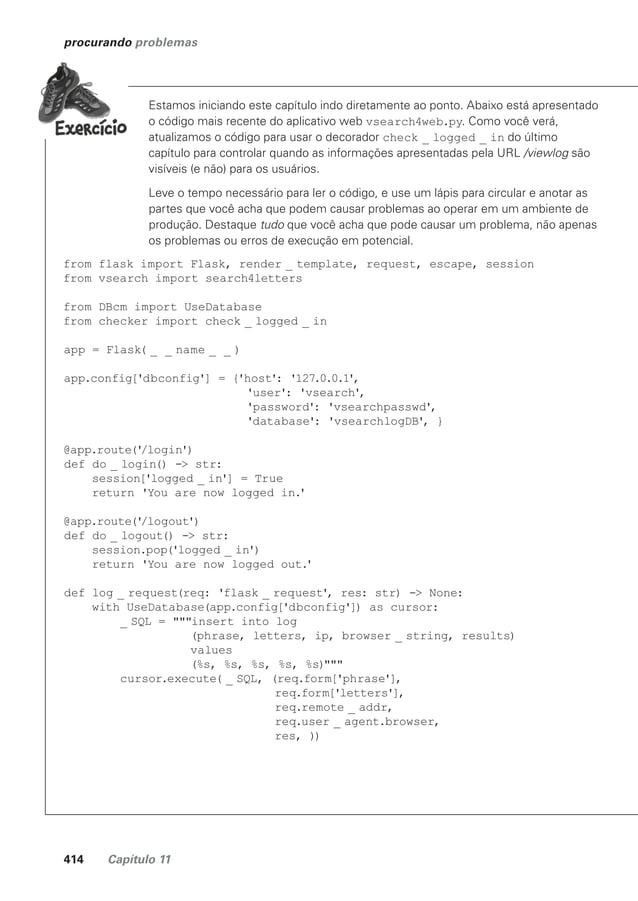 procurando problemas
Exercício
Estamos iniciando este capítulo indo diretamente ao ponto. Abaixo está apresentado
o código mais recente do aplicativo web vsearch4web.py. Como você verá,
atualizamos o código para usar o decorador check _ logged _ in do último
capítulo para controlar quando as informações apresentadas pela URL /viewlog são
visíveis (e não) para os usuários.
Leve o tempo necessário para ler o código, e use um lápis para circular e anotar as
partes que você acha que podem causar problemas ao operar em um ambiente de
produção. Destaque tudo que você acha que pode causar um problema, não apenas
os problemas ou erros de execução em potencial.
from flask import Flask, render _ template, request, escape, session
from vsearch import search4letters
from DBcm import UseDatabase
from checker import check _ logged _ in
app = Flask( _ _ name _ _ )
app.config['dbconfig'] = {'host': '127.0.0.1',
'user': 'vsearch',
'password': 'vsearchpasswd',
'database': 'vsearchlogDB', }
@app.route('/login')
def do _ login() -> str:
session['logged _ in'] = True
return 'You are now logged in.'
@app.route('/logout')
def do _ logout() -> str:
session.pop('logged _ in')
return 'You are now logged out.'
def log _ request(req: 'flask _ request', res: str) -> None:
with UseDatabase(app.config['dbconfig']) as cursor:
_ SQL = """insert into log
(phrase, letters, ip, browser _ string, results)
values
(%s, %s, %s, %s, %s)"""
cursor.execute( _ SQL, (req.form['phrase'],
req.form['letters'],
req.remote _ addr,
req.user _ agent.browser,
res, ))
414 Capítulo 11